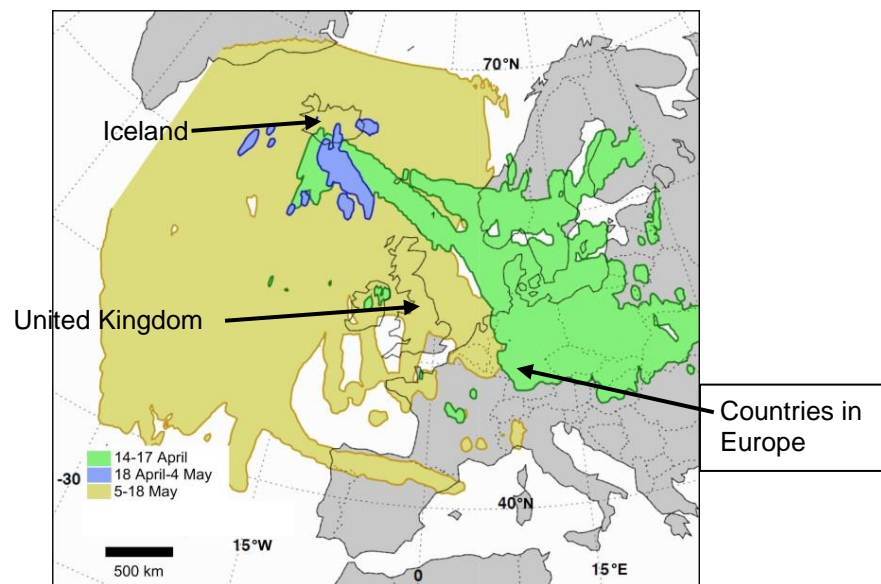 70°N
Iceland
United Kingdom
Countries in
Europe
14-17 April
18 April-4 May
5-18 May
-30
40°N
15°W
500 km
0
15°E